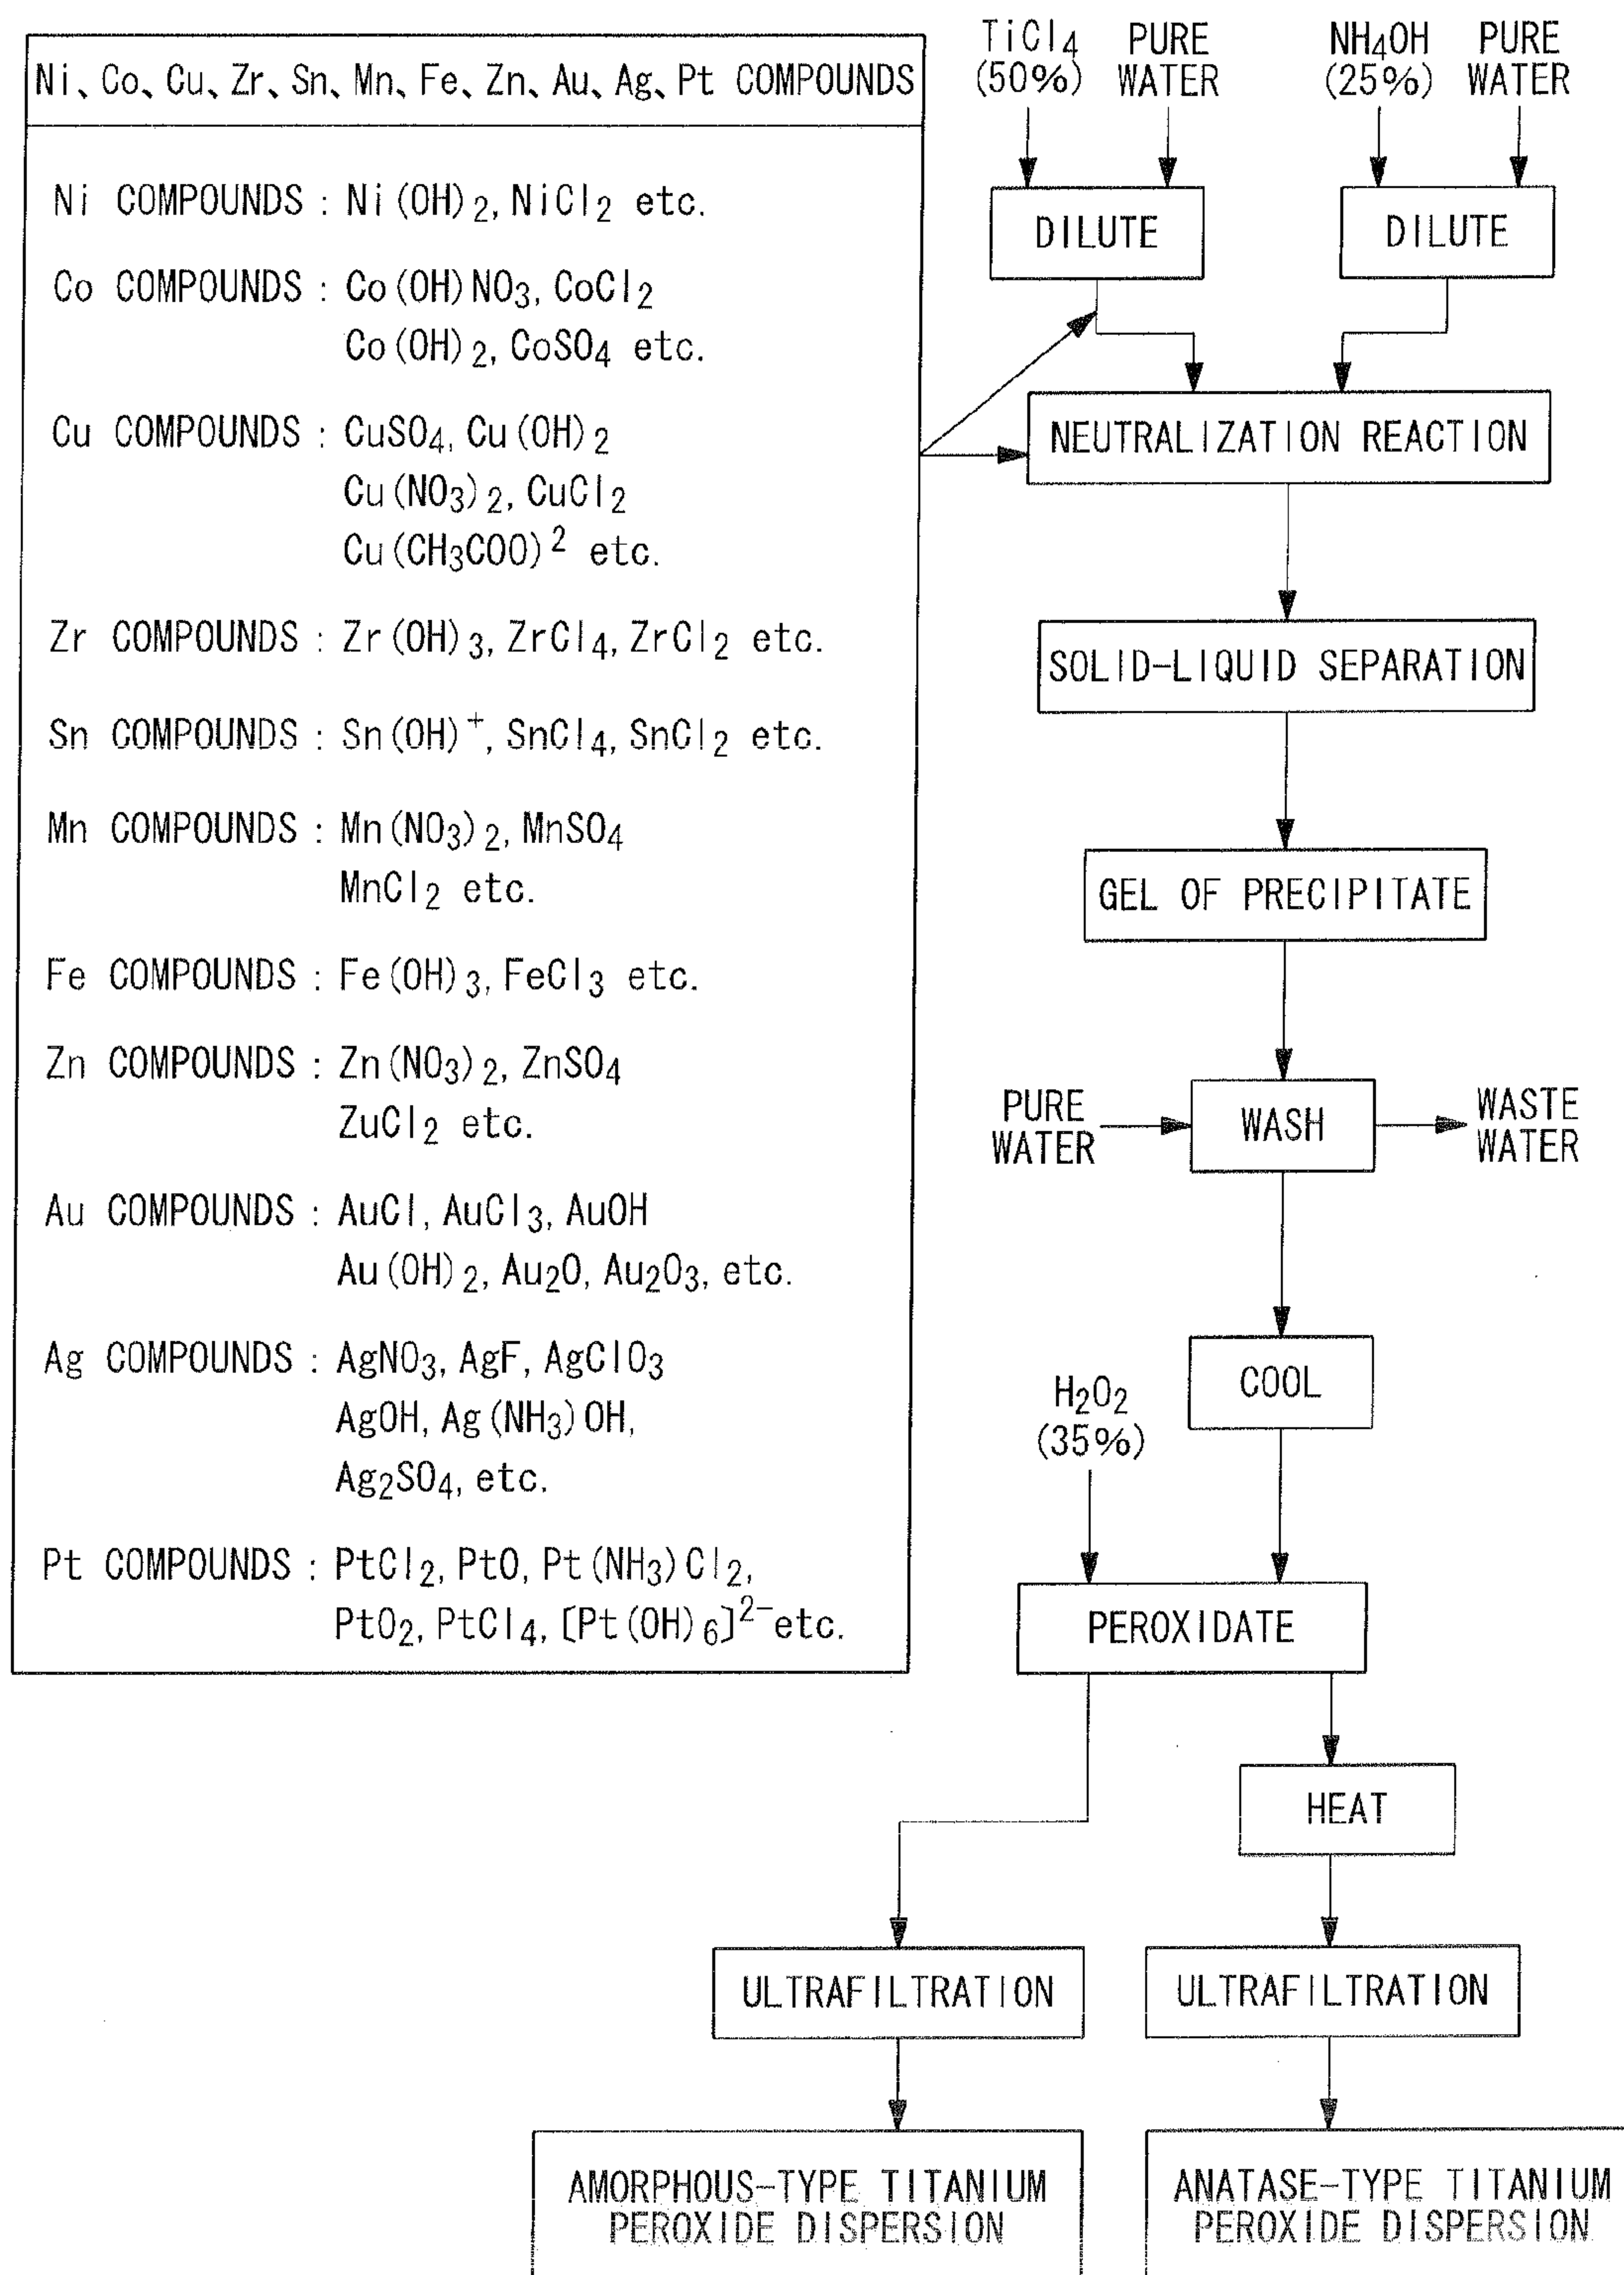 Ni、Co、Cu、Zr、Sn、Mn、Fe、Zn、Au、Ag、Pt COMPOUNDS
Ni COMPOUNDS : Ni(OH)₂, NiCl₂ etc.
Co COMPOUNDS : Co(OH)NO₃, CoCl₂
Co(OH)₂, CoSO₄ etc.
Cu COMPOUNDS : CuSO₄, Cu(OH)₂
Cu(NO₃)₂, CuCl₂
Cu(CH₃COO)² etc.
Zr COMPOUNDS : Zr(OH)₃, ZrCl₄, ZrCl₂ etc.
Sn COMPOUNDS : Sn(OH)⁺, SnCl₄, SnCl₂ etc.
Mn COMPOUNDS : Mn(NO₃)₂, MnSO₄
MnCl₂ etc.
Fe COMPOUNDS : Fe(OH)₃, FeCl₃ etc.
Zn COMPOUNDS : Zn(NO₃)₂, ZnSO₄
ZuCl₂ etc.
Au COMPOUNDS : AuCl, AuCl₃, AuOH
Au(OH)₂, Au₂O, Au₂O₃, etc.
Ag COMPOUNDS : AgNO₃, AgF, AgClO₃
AgOH, Ag(NH₃)OH,
Ag₂SO₄, etc.
Pt COMPOUNDS : PtCl₂, PtO, Pt(NH₃)Cl₂,
PtO₂, PtCl₄, [Pt(OH)₆]²⁻ etc.
TiCl₄
(50%)
PURE
WATER
NH₄OH
(25%)
PURE
WATER
DILUTE
DILUTE
NEUTRALIZATION REACTION
SOLID-LIQUID SEPARATION
GEL OF PRECIPITATE
PURE
WATER
WASH
WASTE
WATER
COOL
H₂O₂
(35%)
PEROXIDATE
HEAT
ULTRAFILTRATION
ULTRAFILTRATION
AMORPHOUS-TYPE TITANIUM
PEROXIDE DISPERSION
ANATASE-TYPE TITANIUM
PEROXIDE DISPERSION